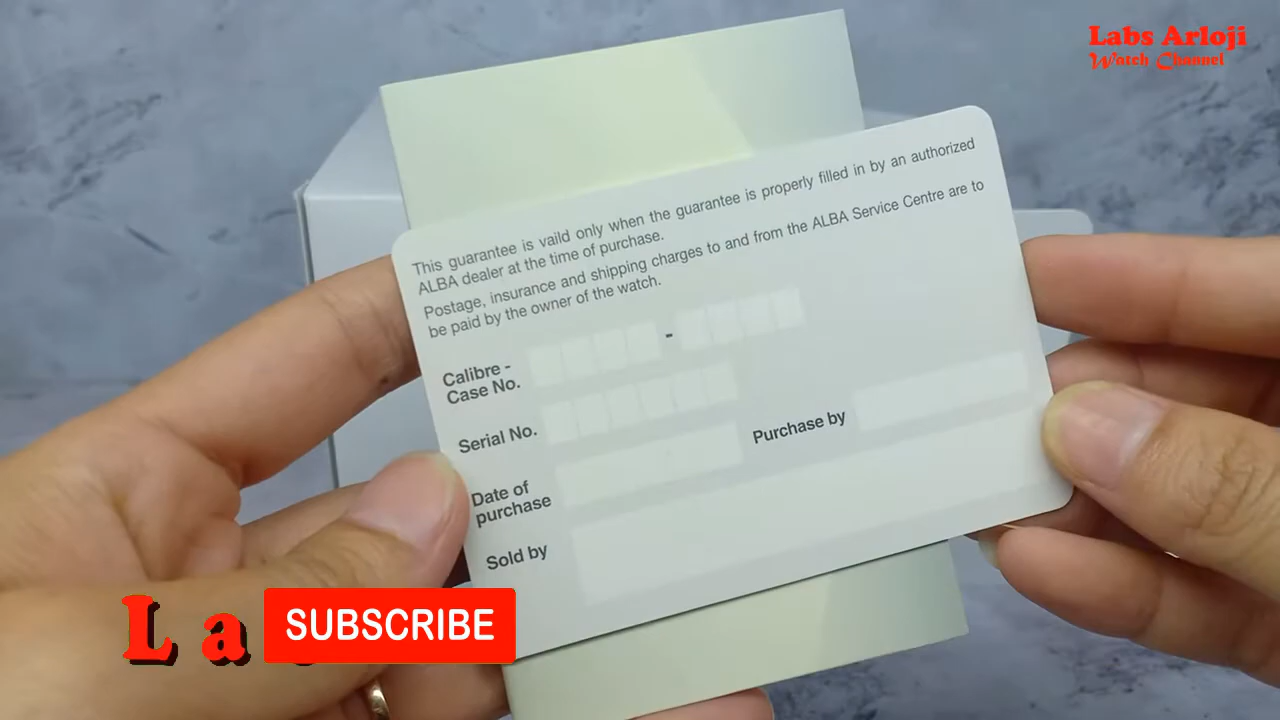 Labs Arloji
Watch Channel
This guarantee is vaild only when the guarantee is properly filled in by an authorized
ALBA dealer at the time of purchase.
Postage, insurance and shipping charges to and from the ALBA Service Centre are to
be paid by the owner of the watch.
Calibre -
Case No.
-
Serial No.
Date of
purchase
Purchase by
Sold by
La
SUBSCRIBE